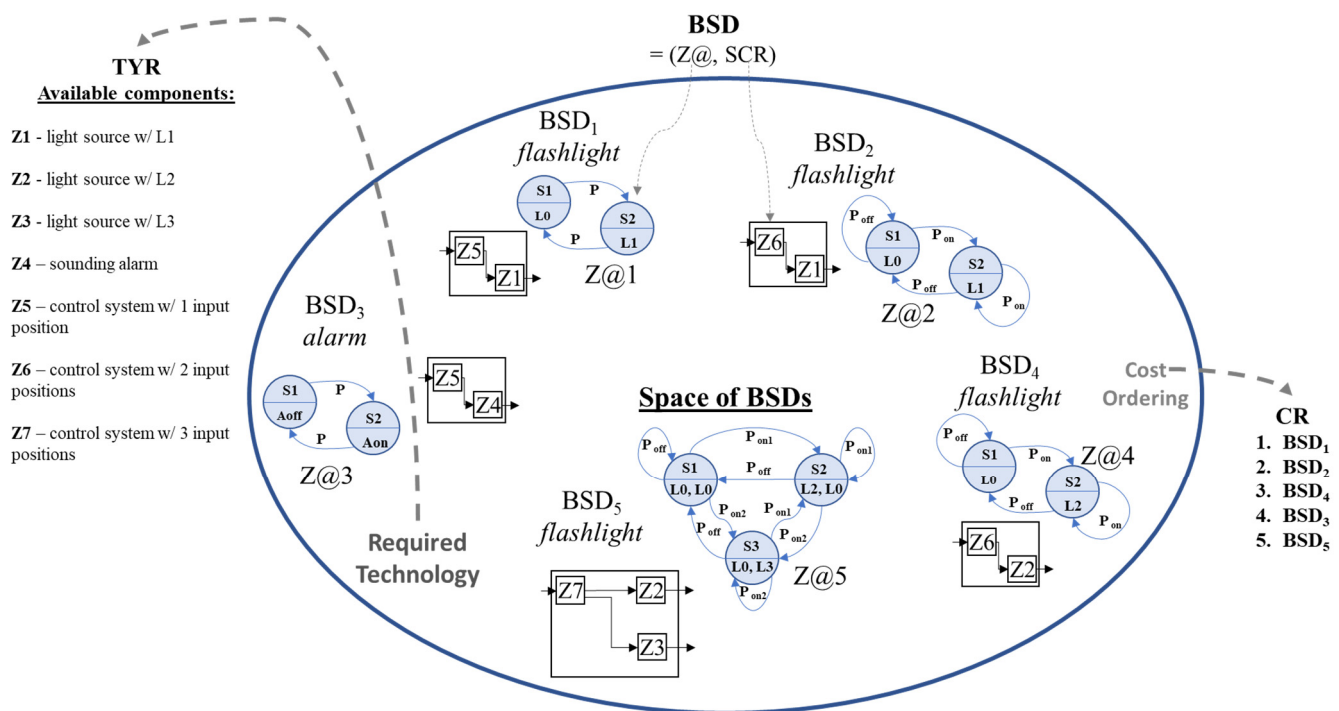 BSD
= (Z@, SCR)
TYR
Available components:
Z1 - light source w/ L1
Z2 - light source w/ L2
Z3 - light source w/ L3
Z4 – sounding alarm
Z5 – control system w/ 1 input
position
Z6 – control system w/ 2 input
positions
Z7 – control system w/ 3 input
positions
Required
Technology
BSD1
flashlight
S1
L0
P
S2
L1
P
Z@1
Z5
Z1
BSD2
flashlight
Z6
Z1
Poff
S1
L0
Pon
S2
L1
Poff
Pon
Z@2
BSD3
alarm
S1
Aoff
P
S2
Aon
P
Z@3
Z5
Z4
Space of BSDs
BSD4
flashlight
Poff
S1
L0
Pon
Z@4
S2
L2
Poff
Pon
Z6
Z2
BSD5
flashlight
Poff
Pon1
Pon1
S1
L0, L0
Poff
S2
L2, L0
Pon2
Pon1
Poff
Pon2
S3
L0, L3
Z@5
Pon2
Z7
Z2
Z3
Cost
Ordering
CR
1. BSD1
2. BSD2
3. BSD4
4. BSD3
5. BSD5